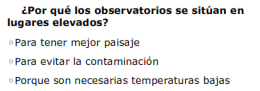 ¿Por qué los observatorios se sitúan en
lugares elevados?
Para tener mejor paisaje
Para evitar la contaminación
Porque son necesarias temperaturas bajas